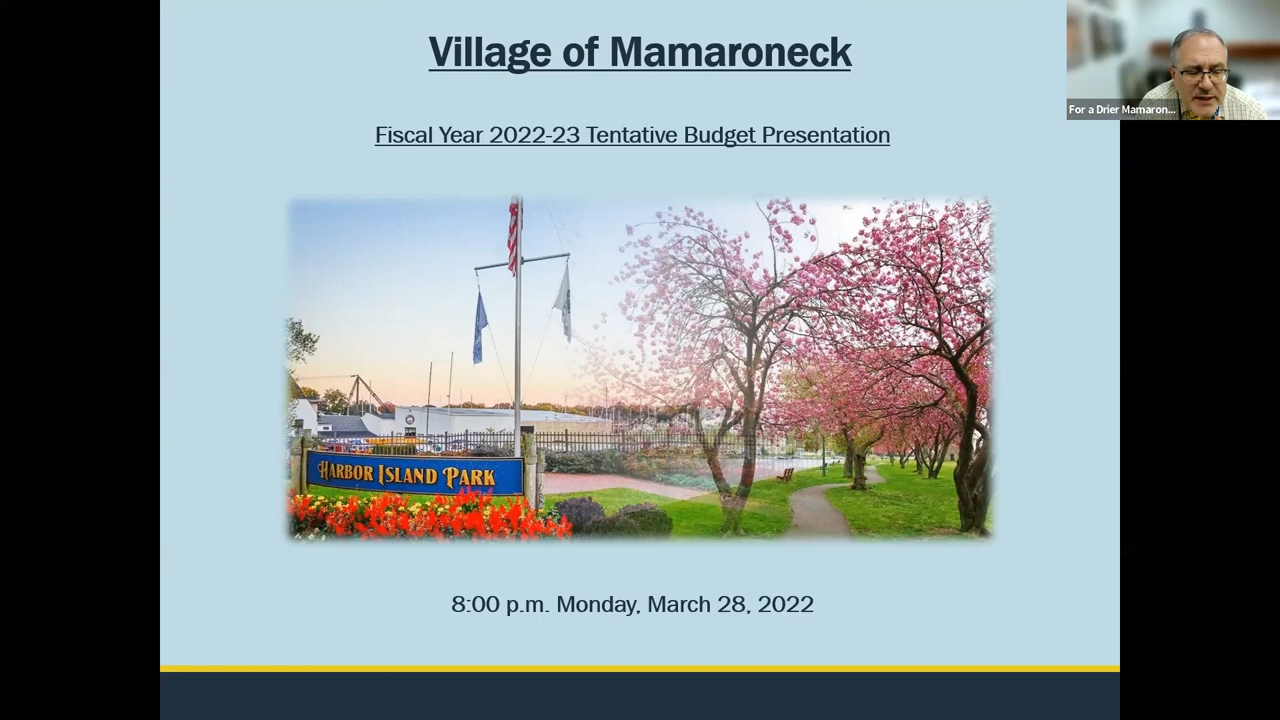 Village of Mamaroneck
For a Drier Mamaron...
Fiscal Year 2022-23 Tentative Budget Presentation
HARBOR ISLAND PARK
8:00 p.m. Monday, March 28, 2022